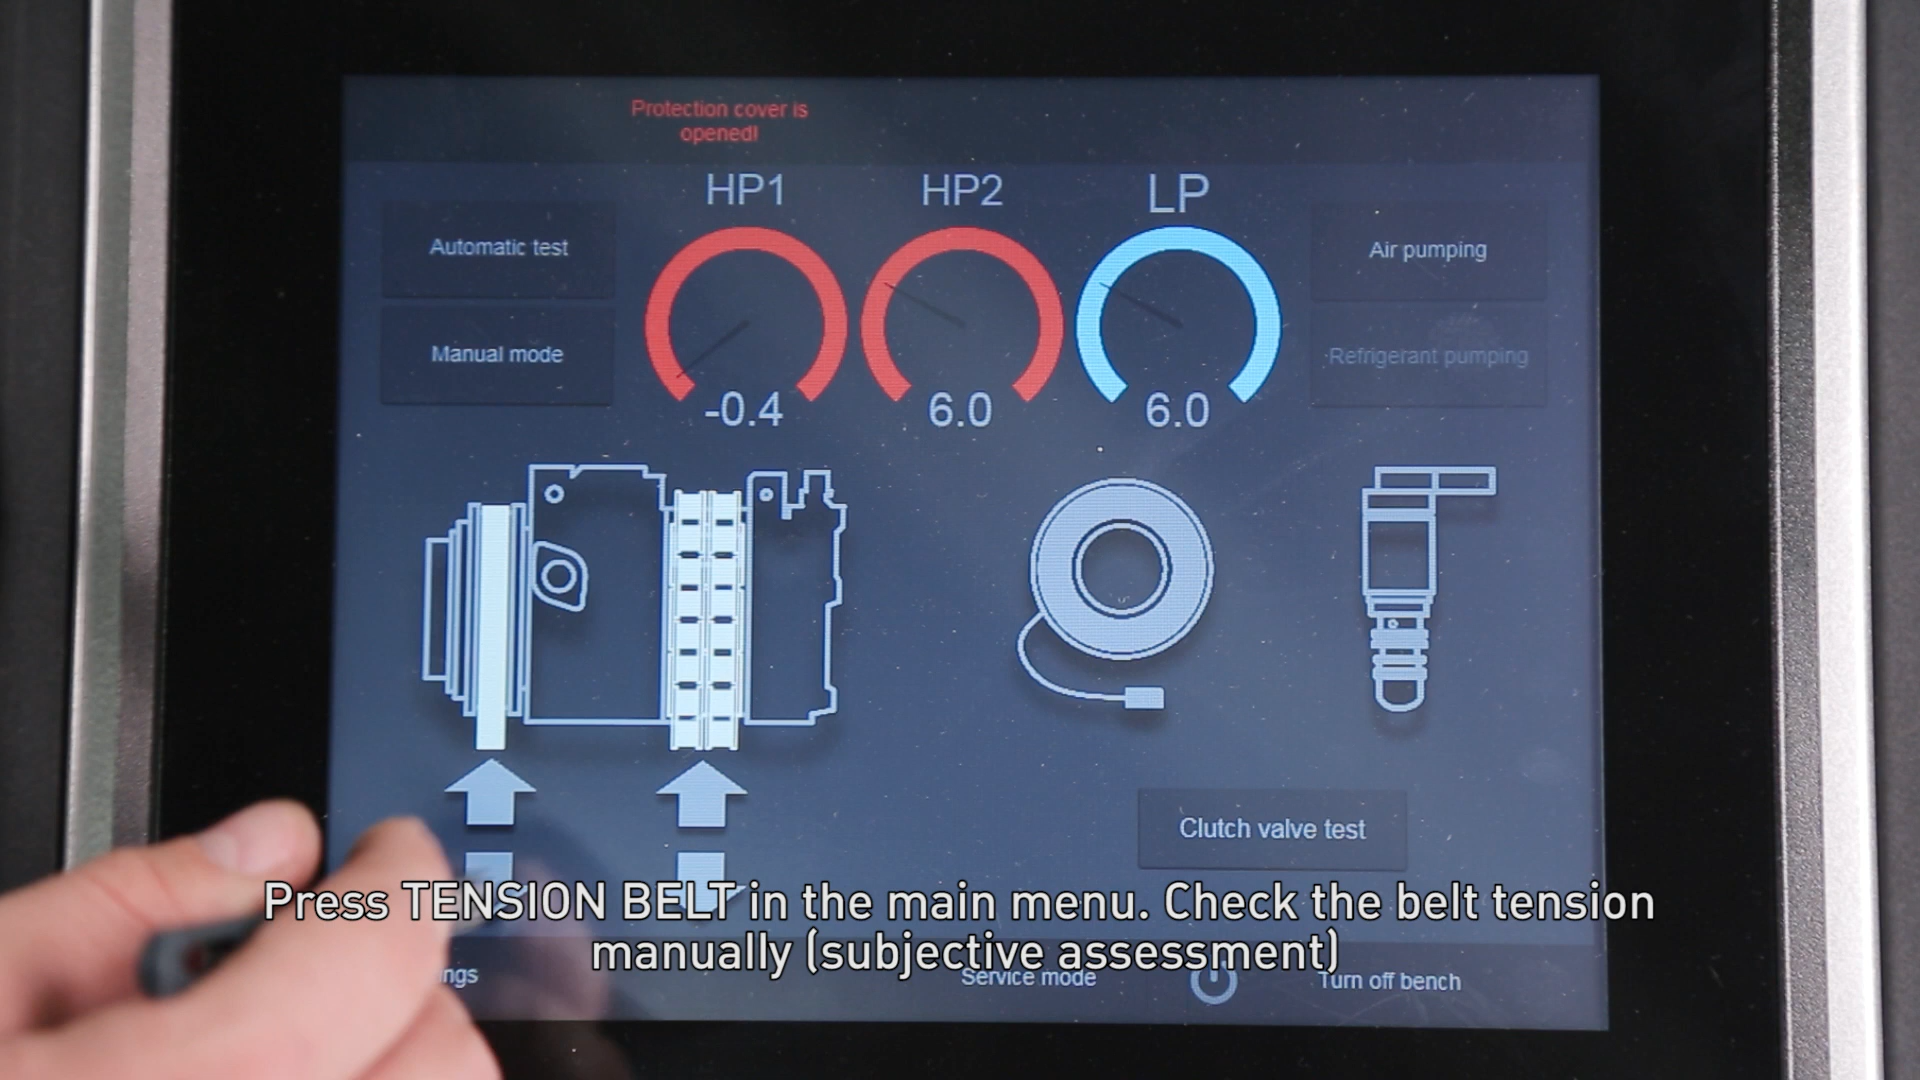 Protection cover is
opened!
HP1
HP2
LP
Automatic test
Air pumping
Manual mode
Refrigerant pumping
-0.4
6.0
6.0
Clutch valve test
Press TENSION BELT in the main menu. Check the belt tension
manually (subjective assessment)
ngs
Service mode
Turn off bench